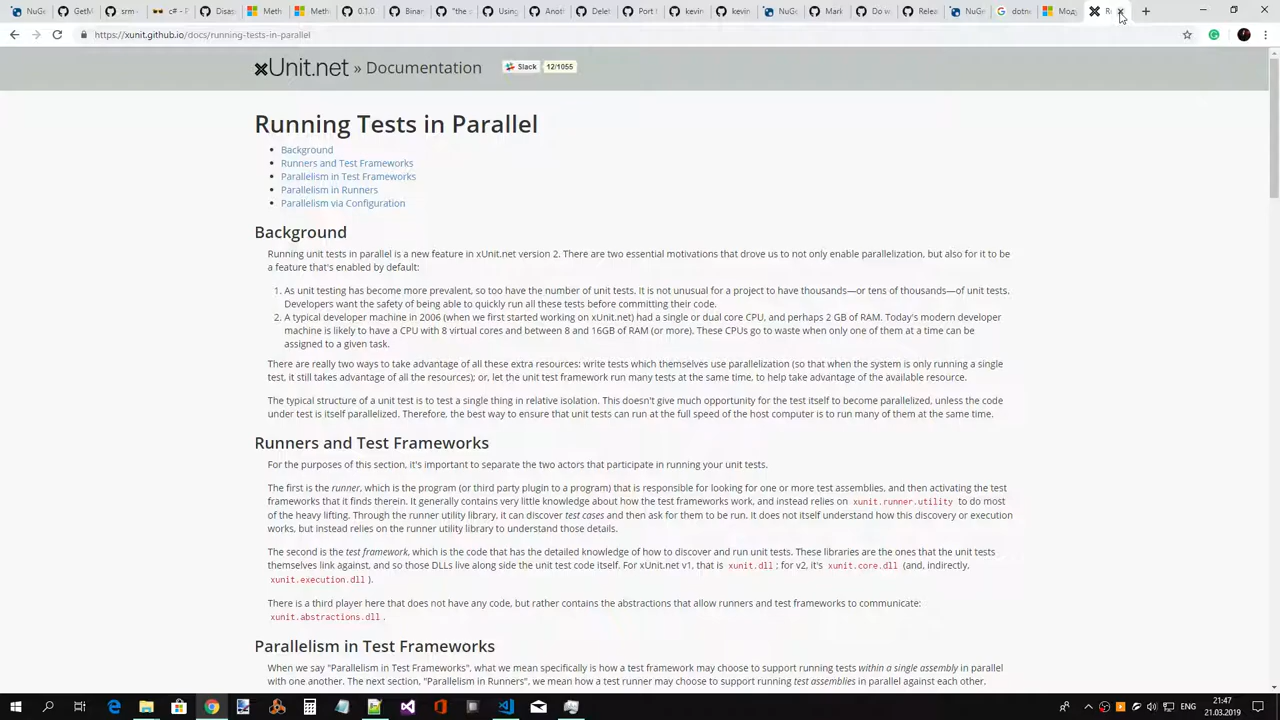 NuGe GetM srm- c# - P Disa Meth Meth 0.1.0 Binar "the s Using Anot Delet Port f kevin kevin NuGe Mark Do w Relea NuGe dotne Моду
https://xunit.github.io/docs/running-tests-in-parallel
xUnit.net » Documentation Slack 12/1055
Running Tests in Parallel
Background
Runners and Test Frameworks
Parallelism in Test Frameworks
Parallelism in Runners
Parallelism via Configuration
Background
Running unit tests in parallel is a new feature in xUnit.net version 2. There are two essential motivations that drove us to not only enable parallelization, but also for it to be
a feature that's enabled by default:
1. As unit testing has become more prevalent, so too have the number of unit tests. It is not unusual for a project to have thousands—or tens of thousands—of unit tests.
Developers want the safety of being able to quickly run all these tests before committing their code.
2. A typical developer machine in 2006 (when we first started working on xUnit.net) had a single or dual core CPU, and perhaps 2 GB of RAM. Today's modern developer
machine is likely to have a CPU with 8 virtual cores and between 8 and 16GB of RAM (or more). These CPUs go to waste when only one of them at a time can be
assigned to a given task.
There are really two ways to take advantage of all these extra resources: write tests which themselves use parallelization (so that when the system is only running a single
test, it still takes advantage of all the resources); or, let the unit test framework run many tests at the same time, to help take advantage of the available resource.
The typical structure of a unit test is to test a single thing in relative isolation. This doesn't give much opportunity for the test itself to become parallelized, unless the code
under test is itself parallelized. Therefore, the best way to ensure that unit tests can run at the full speed of the host computer is to run many of them at the same time.
Runners and Test Frameworks
For the purposes of this section, it's important to separate the two actors that participate in running your unit tests.
The first is the runner, which is the program (or third party plugin to a program) that is responsible for looking for one or more test assemblies, and then activating the test
frameworks that it finds therein. It generally contains very little knowledge about how the test frameworks work, and instead relies on xunit.runner.utility to do most
of the heavy lifting. Through the runner utility library, it can discover test cases and then ask for them to be run. It does not itself understand how this discovery or execution
works, but instead relies on the runner utility library to understand those details.
The second is the test framework, which is the code that has the detailed knowledge of how to discover and run unit tests. These libraries are the ones that the unit tests
themselves link against, and so those DLLs live along side the unit test code itself. For xUnit.net v1, that is xunit.dll; for v2, it's xunit.core.dll (and, indirectly,
xunit.execution.dll).
There is a third player here that does not have any code, but rather contains the abstractions that allow runners and test frameworks to communicate:
xunit.abstractions.dll.
Parallelism in Test Frameworks
When we say "Parallelism in Test Frameworks", what we mean specifically is how a test framework may choose to support running tests within a single assembly in parallel
with one another. The next section, "Parallelism in Runners", we mean how a test runner may choose to support running test assemblies in parallel against each other.
ENG
21:47
21.03.2019